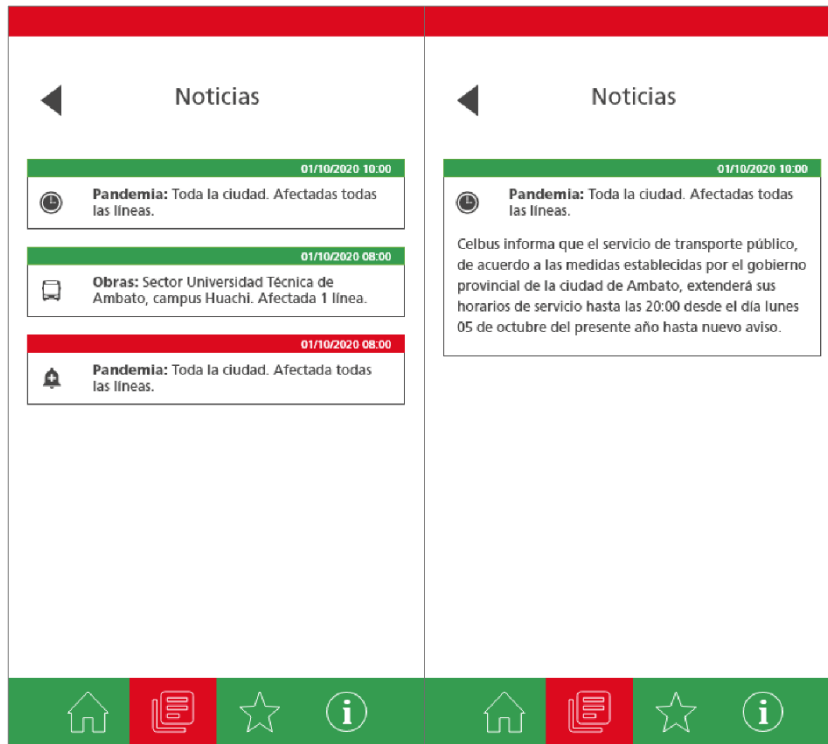 Noticias
01/10/2020 10:00
Pandemia: Toda la ciudad. Afectadas todas
las líneas.
01/10/2020 08:00
Obras: Sector Universidad Técnica de
Ambato, campus Huachi. Afectada 1 línea.
01/10/2020 08:00
Pandemia: Toda la ciudad. Afectada todas
las líneas.
Noticias
01/10/2020 10:00
Pandemia: Toda la ciudad. Afectadas todas
las líneas.
Celbus informa que el servicio de transporte público,
de acuerdo a las medidas establecidas por el gobierno
provincial de la ciudad de Ambato, extenderá sus
horarios de servicio hasta las 20:00 desde el día lunes
05 de octubre del presente año hasta nuevo aviso.